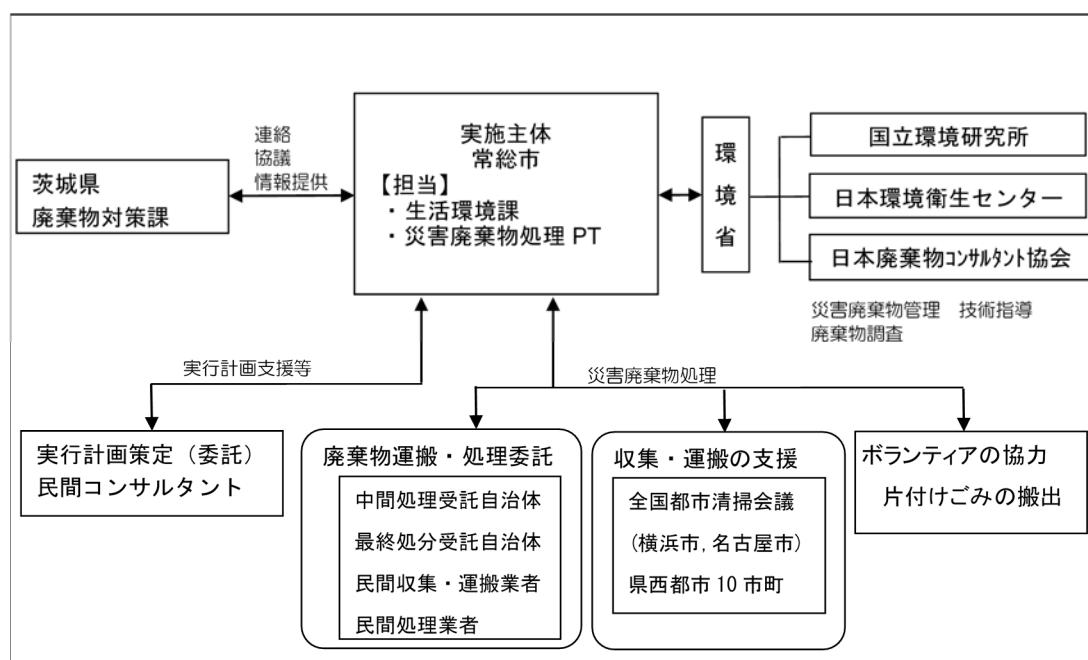 連絡
協議
情報提供
茨城県
廃棄物対策課
実施主体
常総市
【担当】
・生活環境課
・災害廃棄物処理 PT
環
境
省
国立環境研究所
日本環境衛生センター
日本廃棄物ｺﾝｻﾙﾀﾝﾄ協会
災害廃棄物管理　技術指導
廃棄物調査
実行計画支援等
災害廃棄物処理
実行計画策定（委託）
民間コンサルタント
廃棄物運搬・処理委託
中間処理受託自治体
最終処分受託自治体
民間収集・運搬業者
民間処理業者
収集・運搬の支援
全国都市清掃会議
(横浜市, 名古屋市)
県西都市 10 市町
ボランティアの協力
片付けごみの搬出